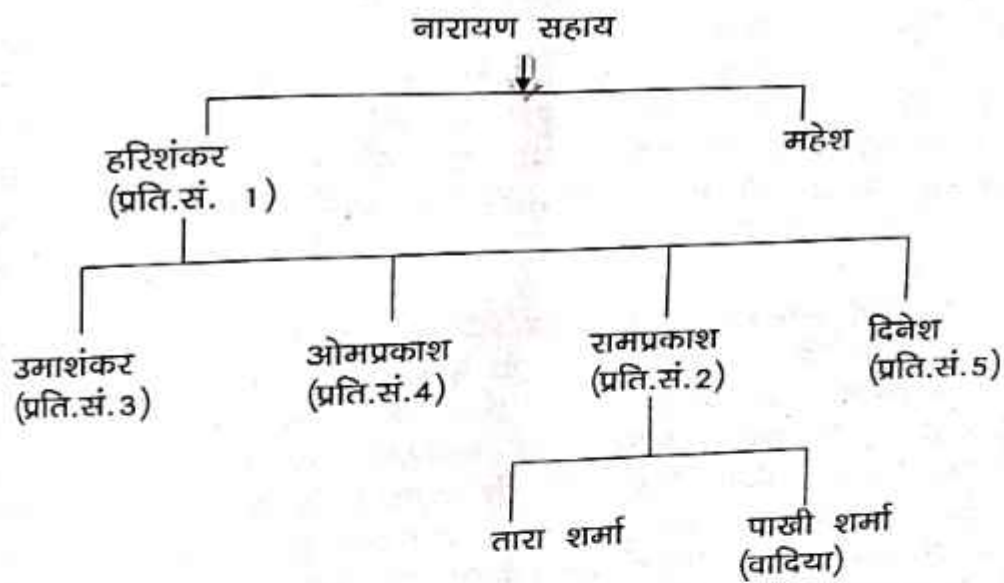 नारायण सहाय
हरिशंकर
(प्रति.सं. 1)
महेश
उमाशंकर
(प्रति.सं.3)
ओमप्रकाश
(प्रति.सं.4)
रामप्रकाश
(प्रति.सं.2)
दिनेश
(प्रति.सं.5)
तारा शर्मा
पाखी शर्मा
(वादिया)